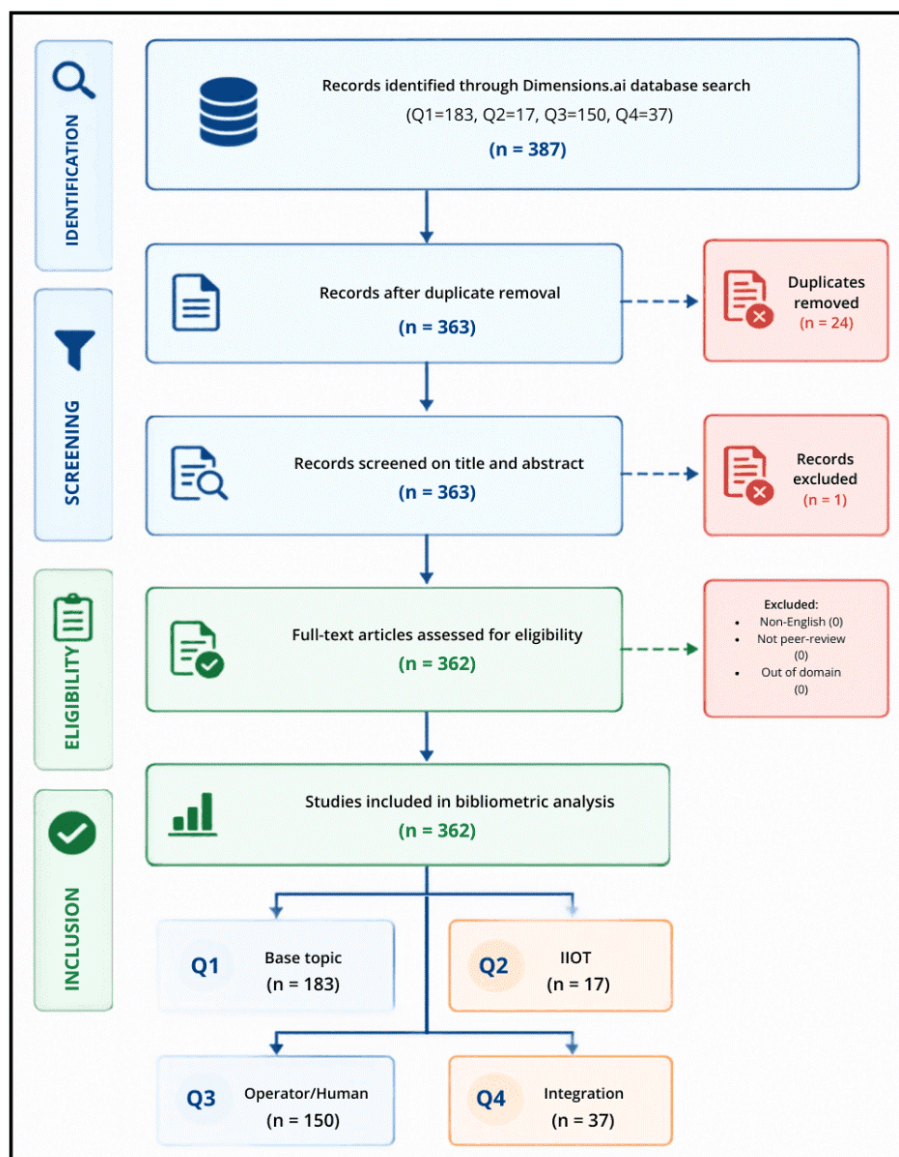 IDENTIFICATION
Records identified through Dimensions.ai database search
(Q1=183, Q2=17, Q3=150, Q4=37)
(n = 387)
SCREENING
Records after duplicate removal
(n = 363)
Duplicates
removed
(n = 24)
Records screened on title and abstract
(n = 363)
Records
excluded
(n = 1)
ELIGIBILITY
Full-text articles assessed for eligibility
(n = 362)
Excluded:
• Non-English (0)
• Not peer-review
(0)
• Out of domain
(0)
INCLUSION
Studies included in bibliometric analysis
(n = 362)
Q1
Base topic
(n = 183)
Q2
IIOT
(n = 17)
Q3
Operator/Human
(n = 150)
Q4
Integration
(n = 37)